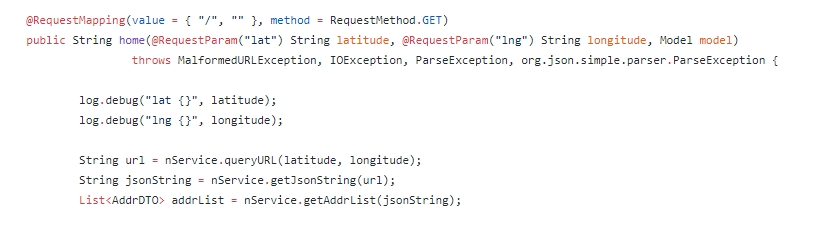 @RequestMapping(value = { "/", "" }, method = RequestMethod.GET)
public String home(@RequestParam("lat") String latitude, @RequestParam("lng") String longitude, Model model)
throws MalformedURLException, IOException, ParseException, org.json.simple.parser.ParseException {
log.debug("lat {}", latitude);
log.debug("lng {}", longitude);
String url = nService.queryURL(latitude, longitude);
String jsonString = nService.getJsonString(url);
List<AddrDTO> addrList = nService.getAddrList(jsonString);